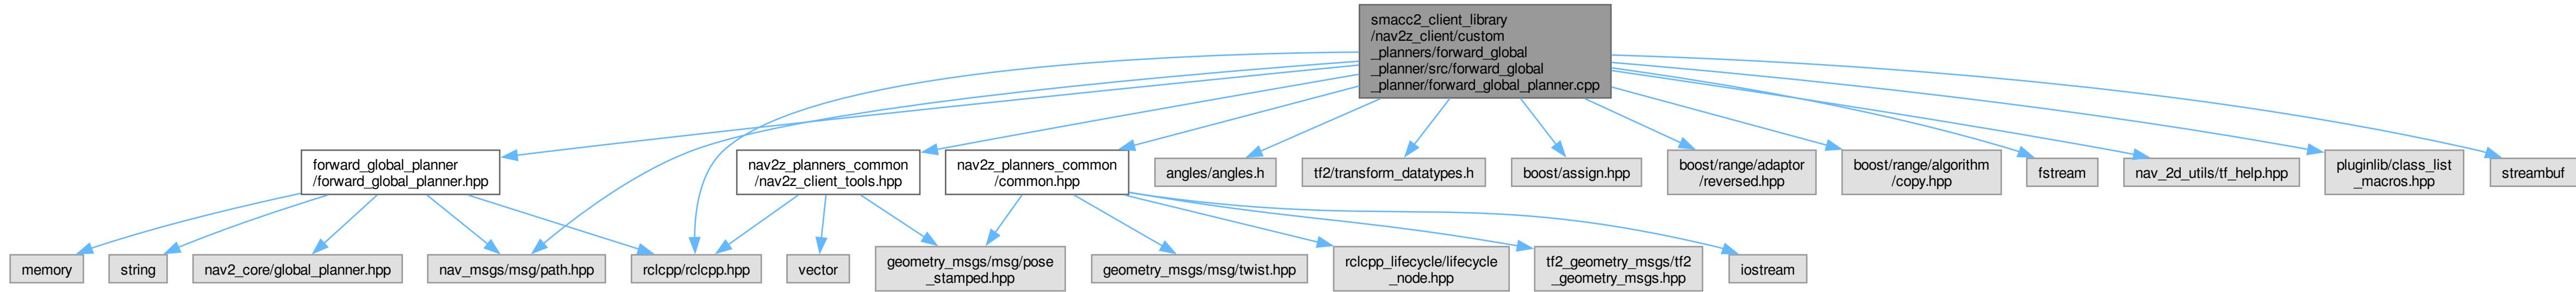 smacc2_client_library
/nav2z_client/custom
_planners/forward_global
_planner/src/forward_global
_planner/forward_global_planner.cpp
forward_global_planner
/forward_global_planner.hpp
nav2z_planners_common
/nav2z_client_tools.hpp
nav2z_planners_common
/common.hpp
angles/angles.h
tf2/transform_datatypes.h
boost/assign.hpp
boost/range/adaptor
/reversed.hpp
boost/range/algorithm
/copy.hpp
fstream
nav_2d_utils/tf_help.hpp
pluginlib/class_list
_macros.hpp
streambuf
memory
string
nav2_core/global_planner.hpp
nav_msgs/msg/path.hpp
rclcpp/rclcpp.hpp
vector
geometry_msgs/msg/pose
_stamped.hpp
geometry_msgs/msg/twist.hpp
rclcpp_lifecycle/lifecycle
_node.hpp
tf2_geometry_msgs/tf2
_geometry_msgs.hpp
iostream